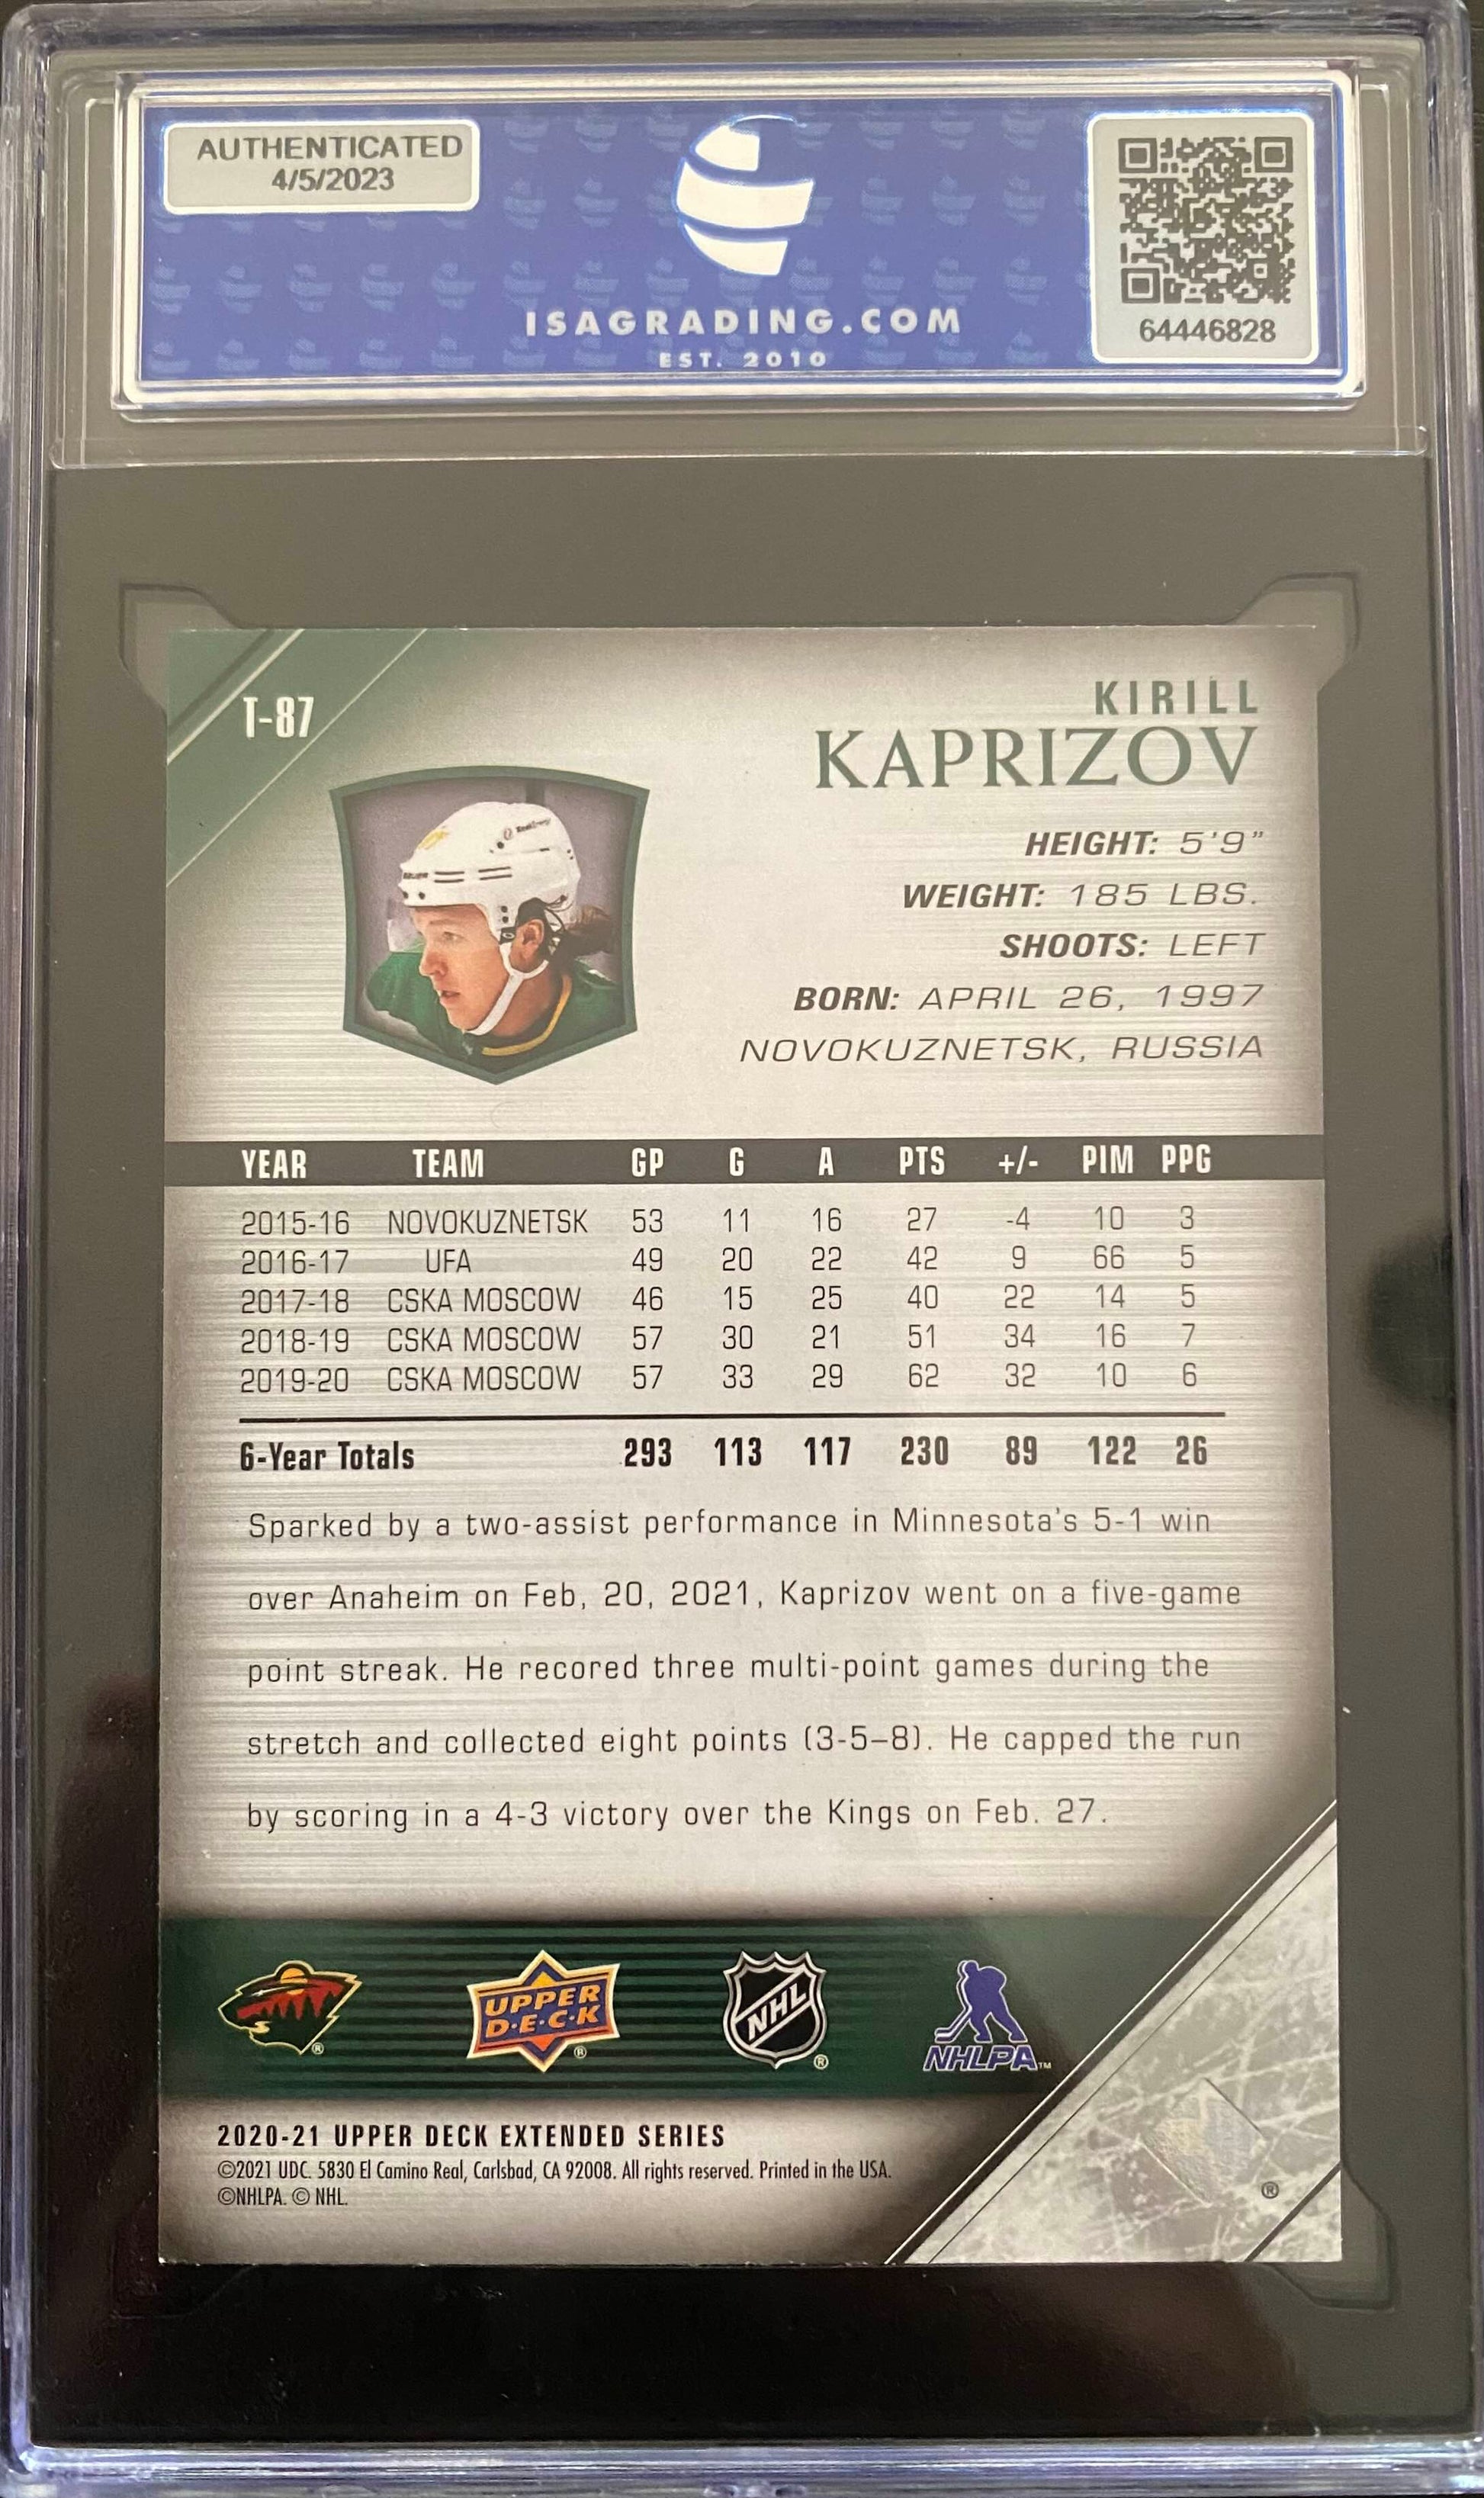 AUTHENTICATED
4/5/2023
ISAGRADING.COM
EST. 2010
64446828
T-87
KIRILL
KAPRIZOV
HEIGHT: 5'9"
WEIGHT: 185 LBS.
SHOOTS: LEFT
BORN: APRIL 26, 1997
NOVOKUZNETSK, RUSSIA
YEAR TEAM GP G A PTS +/- PIM PPG
2015-16 NOVOKUZNETSK 53 11 16 27 -4 10 3
2016-17 UFA 49 20 22 42 9 66 5
2017-18 CSKA MOSCOW 46 15 25 40 22 14 5
2018-19 CSKA MOSCOW 57 30 21 51 34 16 7
2019-20 CSKA MOSCOW 57 33 29 62 32 10 6
6-Year Totals 293 113 117 230 89 122 26
Sparked by a two-assist performance in Minnesota's 5-1 win
over Anaheim on Feb, 20, 2021, Kaprizov went on a five-game
point streak. He recored three multi-point games during the
stretch and collected eight points (3-5–8). He capped the run
by scoring in a 4-3 victory over the Kings on Feb. 27.
UPPER
D·E·C·K ®
NHL ®
NHLPA™
2020-21 UPPER DECK EXTENDED SERIES
©2021 UDC. 5830 El Camino Real, Carlsbad, CA 92008. All rights reserved. Printed in the USA.
©NHLPA. © NHL.
®